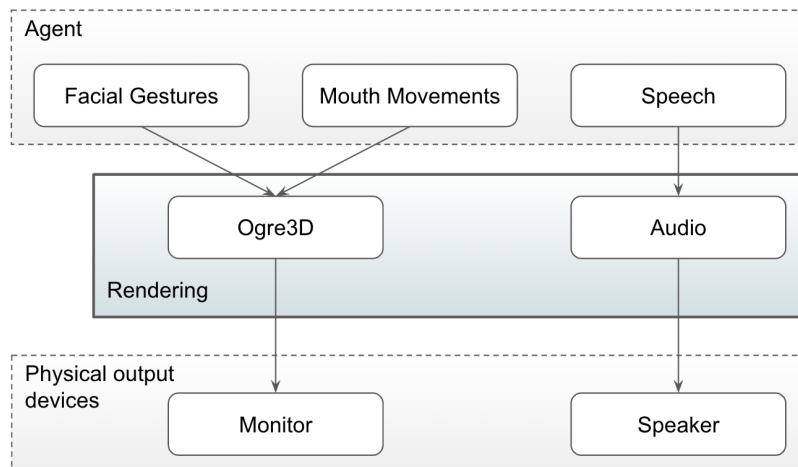 Agent
Facial Gestures
Mouth Movements
Speech
Ogre3D
Audio
Rendering
Physical output
devices
Monitor
Speaker